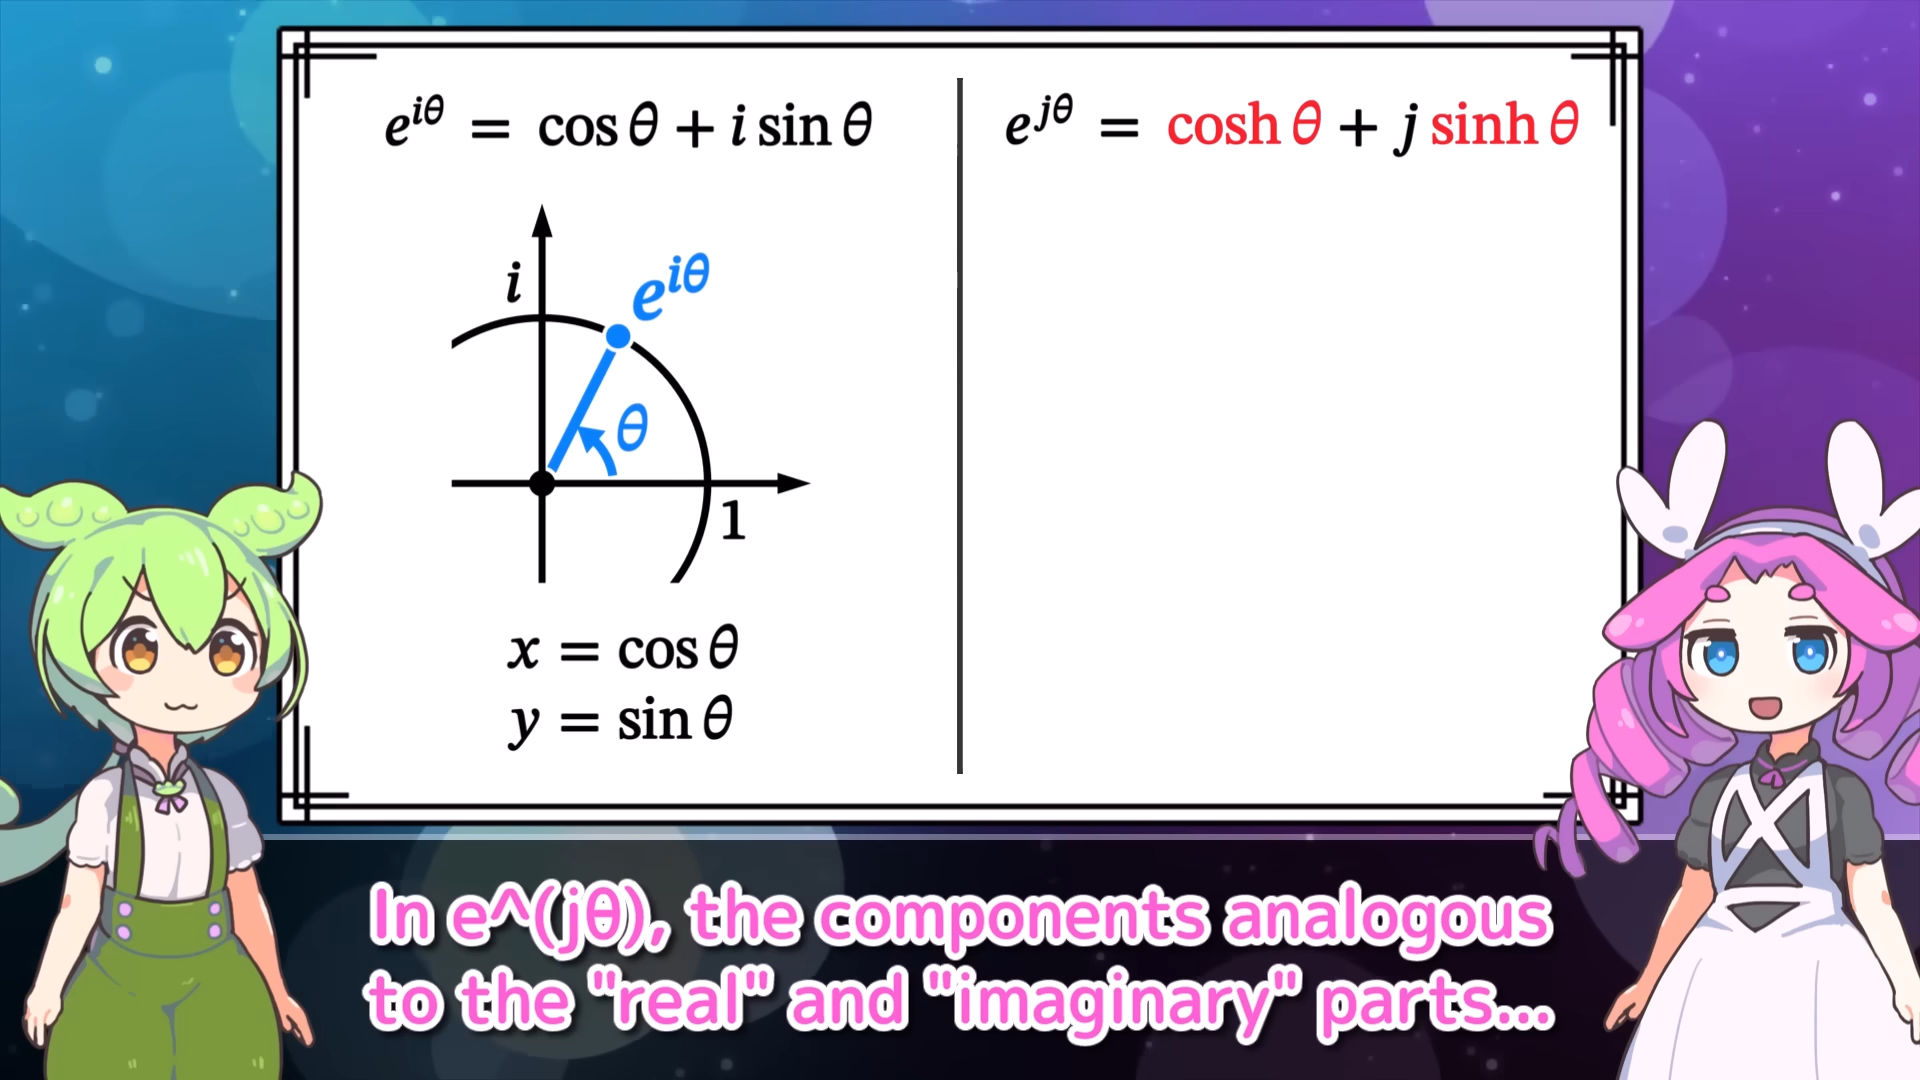 e^{iθ} = cos θ + i sin θ
i
e^{iθ}
θ
1
x = cos θ
y = sin θ
e^{jθ} = cosh θ + j sinh θ
In e^(jθ), the components analogous
to the "real" and "imaginary" parts...